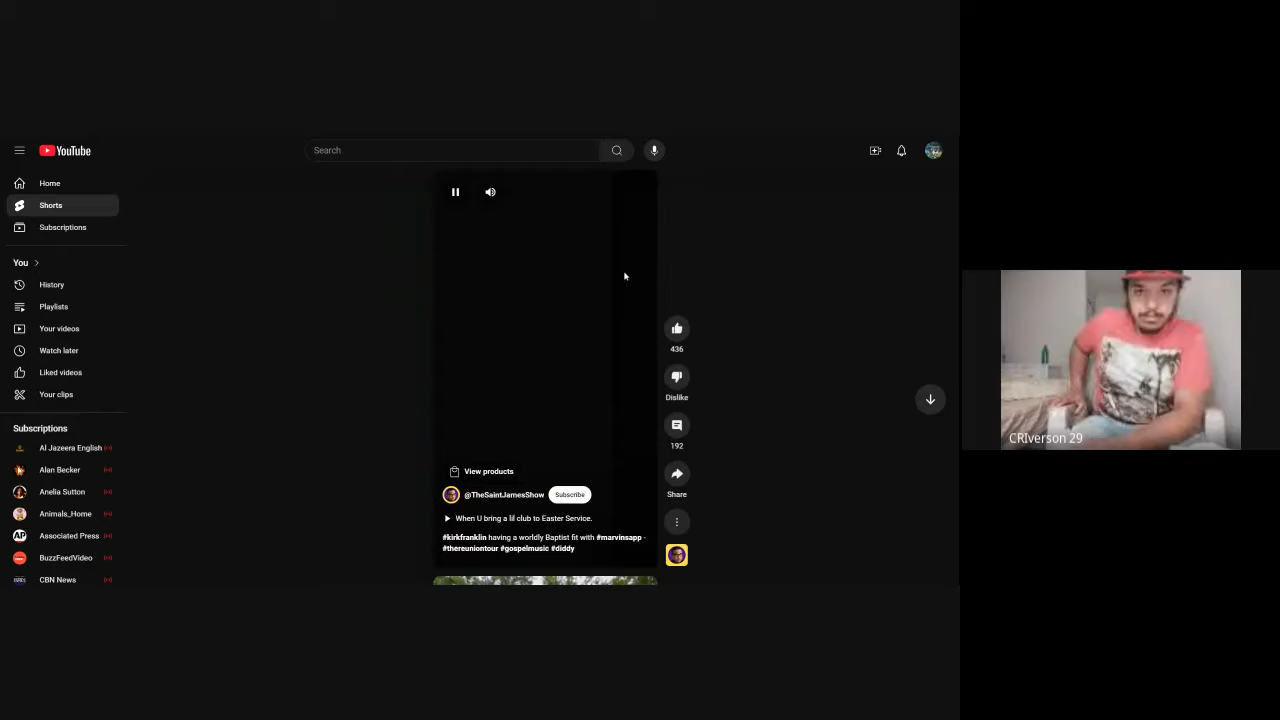 YouTube
Search
Home
Shorts
Subscriptions
You
History
Playlists
Your videos
Watch later
Liked videos
Your clips
Subscriptions
Al Jazeera English
Alan Becker
Anelia Sutton
Animals_Home
AP
Associated Press
BuzzFeedVideo
CBN News
View products
@TheSaintJamesShow Subscribe
When U bring a lil club to Easter Service.
#kirkfranklin having a worldly Baptist fit with #marvinsapp -
#thereuniontour #gospelmusic #diddy
436
Dislike
192
Share
CRIverson 29